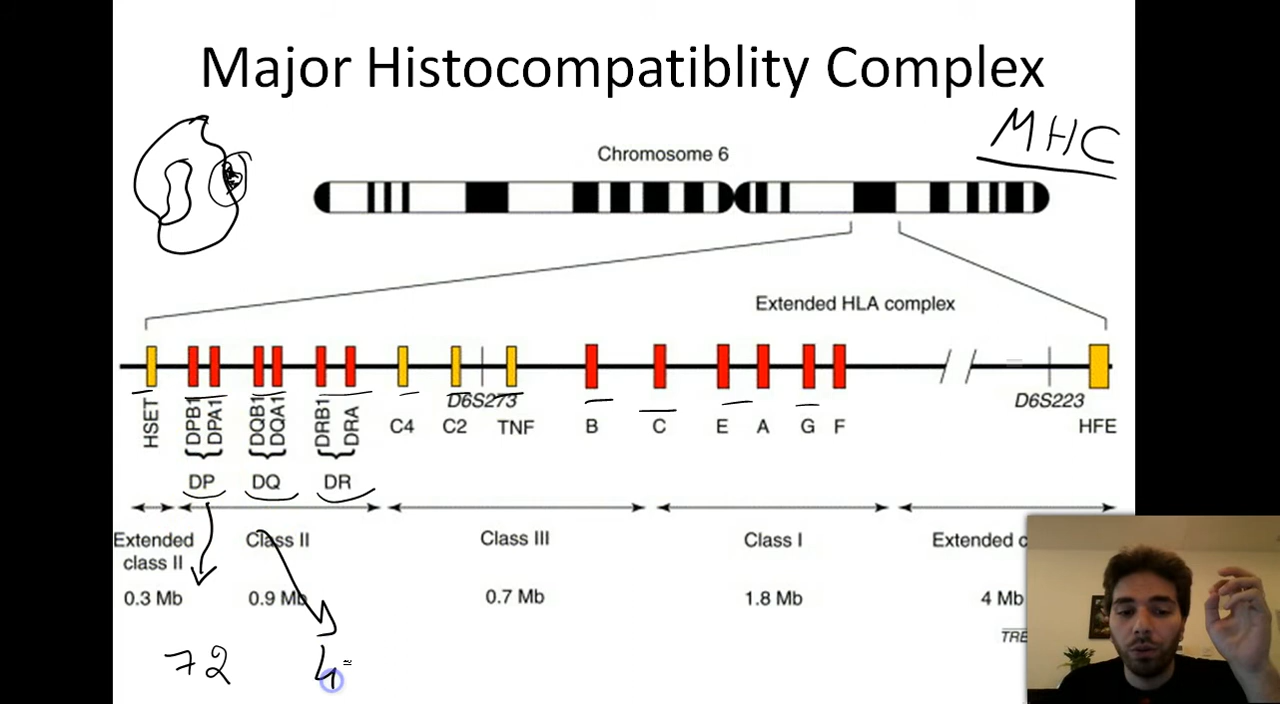 Major Histocompatiblity Complex
MHC
Chromosome 6
Extended HLA complex
HSET DPB1 DPA1 DQB1 DQA1 DRB1 DRA C4 C2 D6S273 TNF B C E A G F D6S223 HFE
DP DQ DR
Extended class II Class II Class III Class I Extended
0.3 Mb 0.9 Mb 0.7 Mb 1.8 Mb 4 Mb
72 4